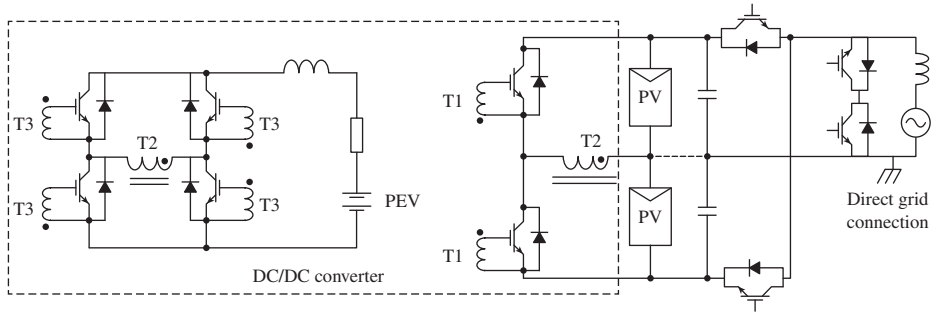 T3
T3
T2
T3
T3
PEV
DC/DC converter
T1
T2
T1
PV
PV
Direct grid
connection